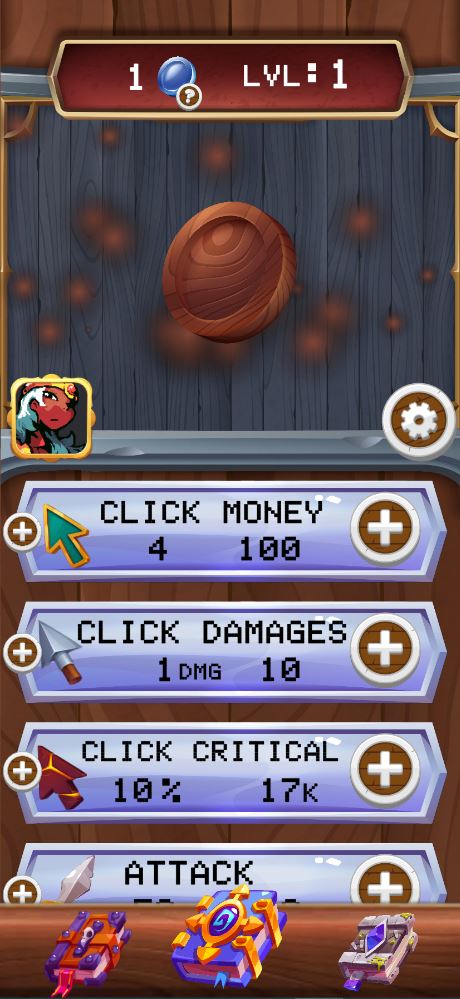 1 ? LVL: 1
CLICK MONEY
4 100
CLICK DAMAGES
1 DMG 10
CLICK CRITICAL
10% 17K
ATTACK